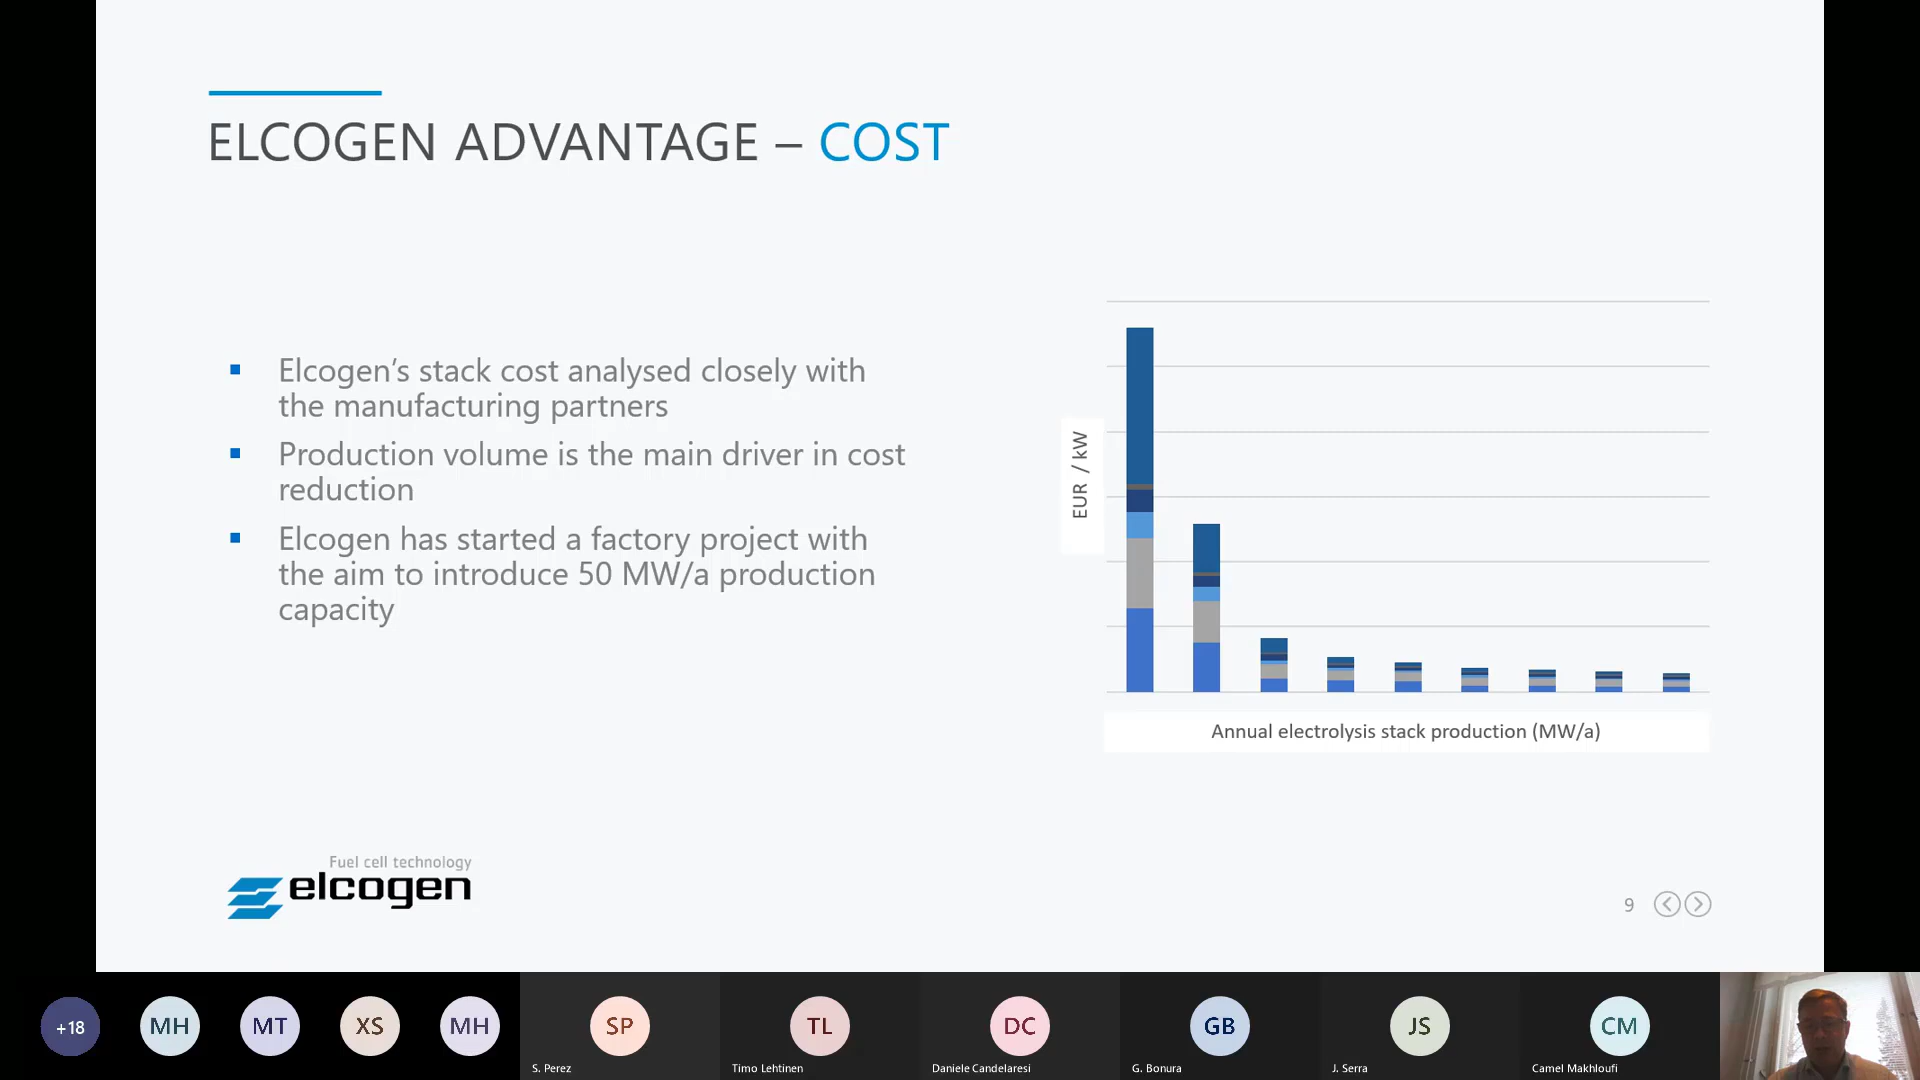 ELCOGEN ADVANTAGE – COST
▪ Elcogen’s stack cost analysed closely with
the manufacturing partners
▪ Production volume is the main driver in cost
reduction
▪ Elcogen has started a factory project with
the aim to introduce 50 MW/a production
capacity
EUR / kW
Annual electrolysis stack production (MW/a)
Fuel cell technology
elcogen
9
+18
MH
MT
XS
MH
SP
S. Perez
TL
Timo Lehtinen
DC
Daniele Candelaresi
GB
G. Bonura
JS
J. Serra
CM
Camel Makhloufi